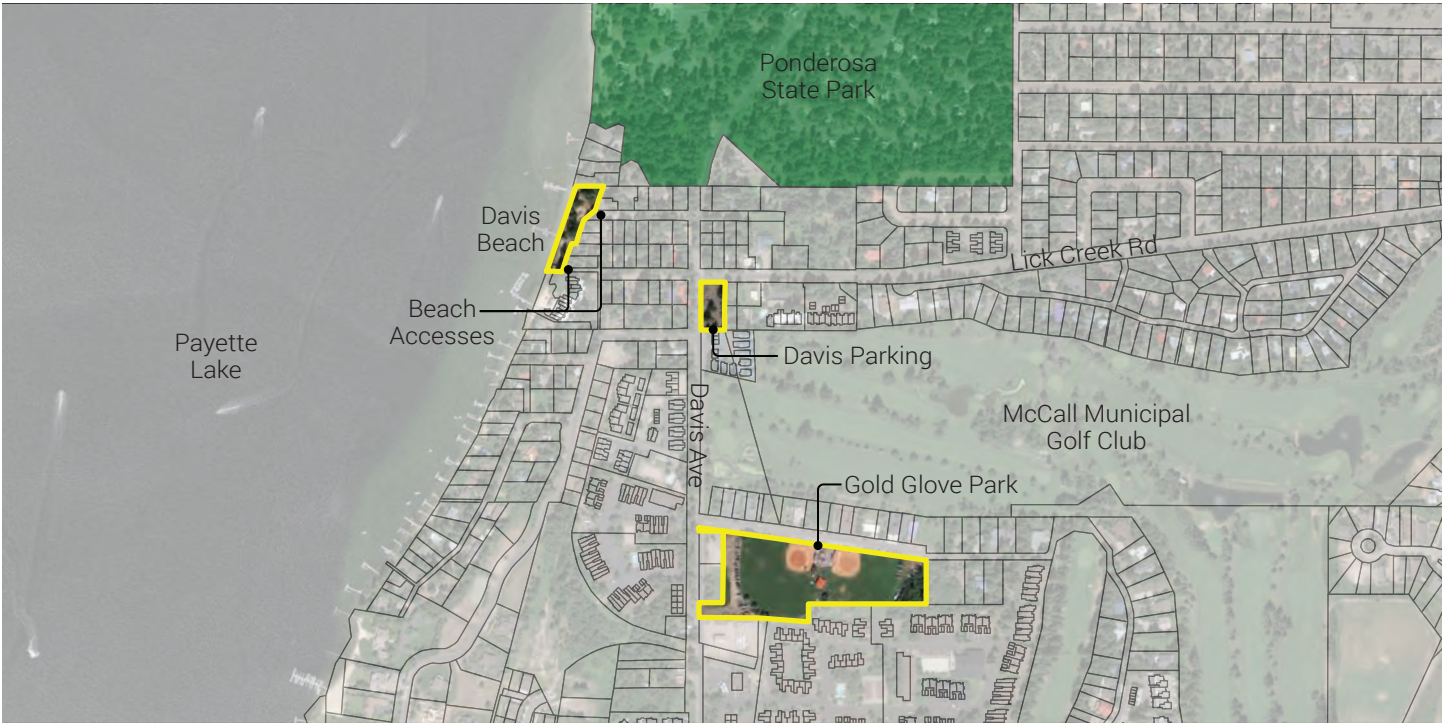 Ponderosa
State Park
Davis
Beach
Lick Creek Rd
Beach
Accesses
Payette
Lake
Davis Parking
Davis Ave
McCall Municipal
Golf Club
Gold Glove Park